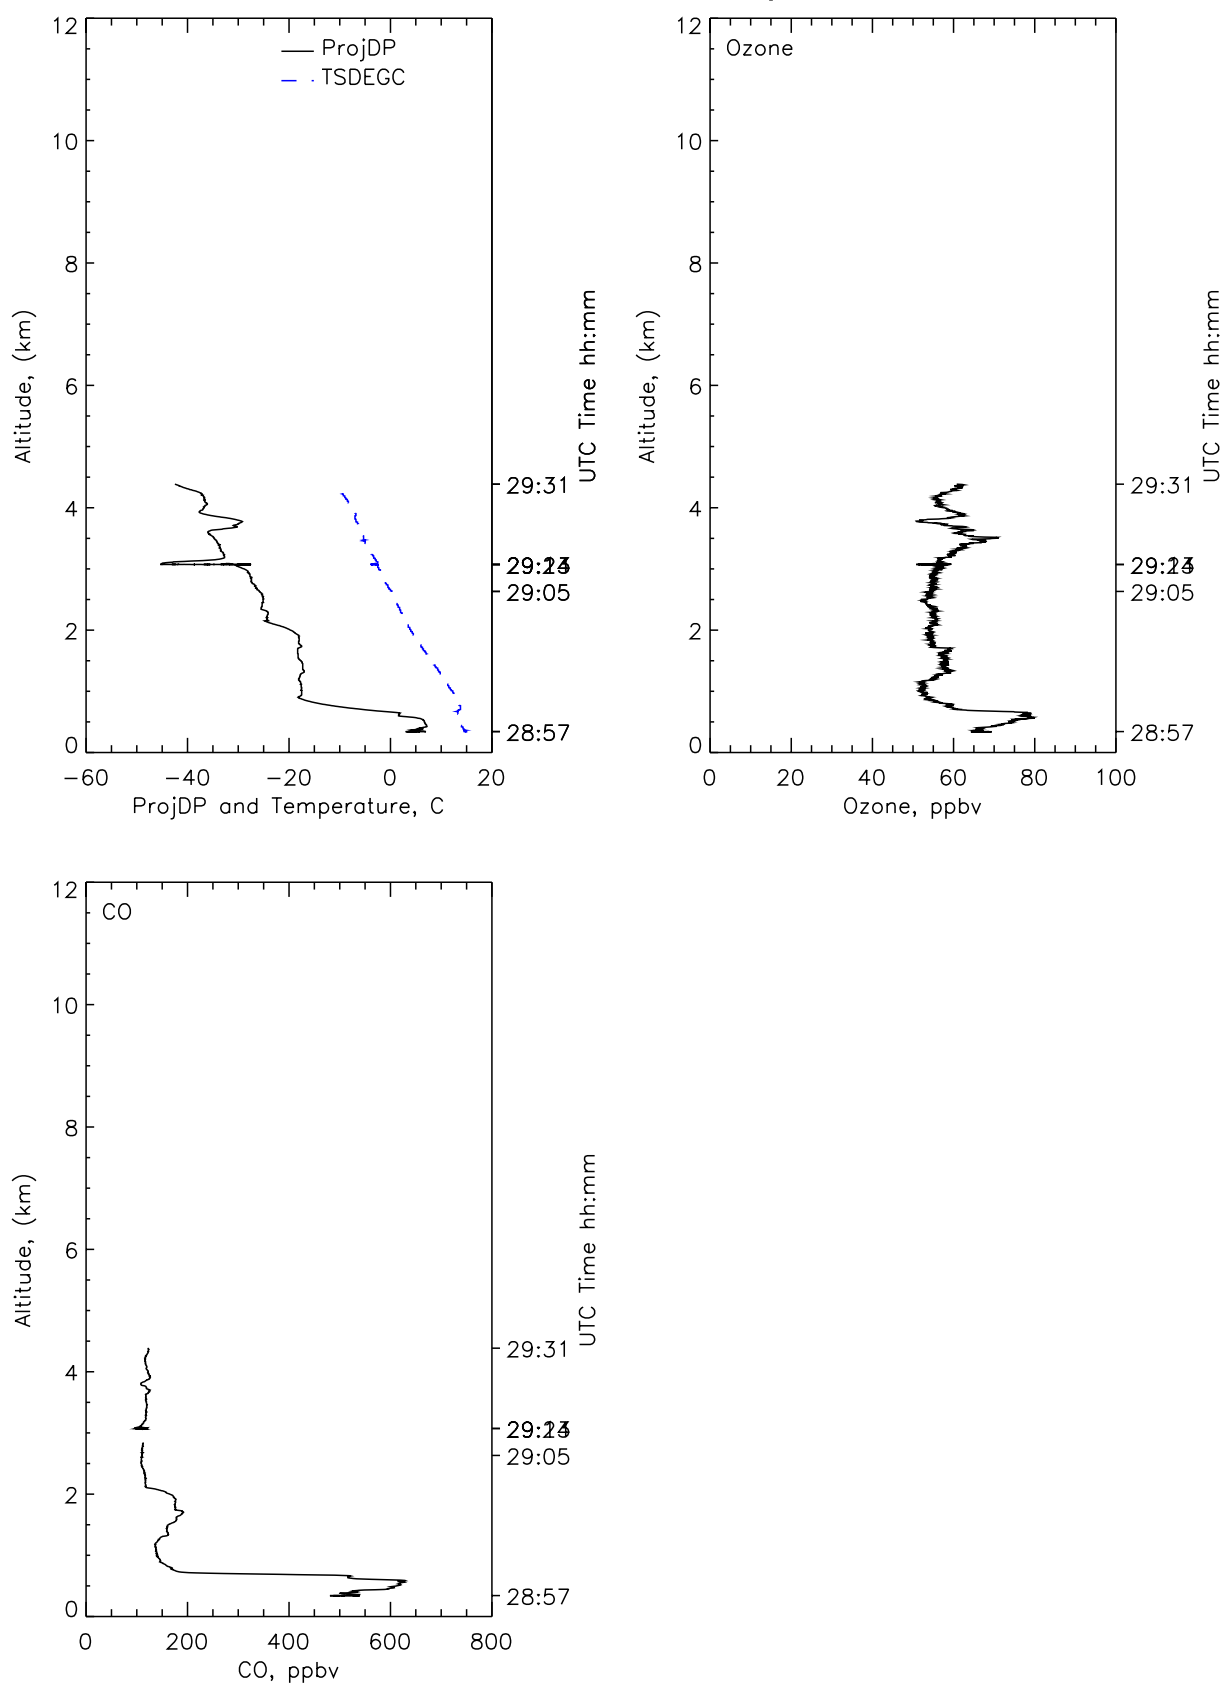 ProjDP
TSDEGC
12
10
8
6
4
2
0
Altitude, (km)
UTC Time hh:mm
29:31
29:05
28:57
−60 −40 −20 0 20
ProjDP and Temperature, C
Ozone
12
10
8
6
4
2
0
Altitude, (km)
UTC Time hh:mm
29:31
29:05
28:57
0 20 40 60 80 100
Ozone, ppbv
CO
12
10
8
6
4
2
0
Altitude, (km)
UTC Time hh:mm
29:31
29:05
28:57
0 200 400 600 800
CO, ppbv